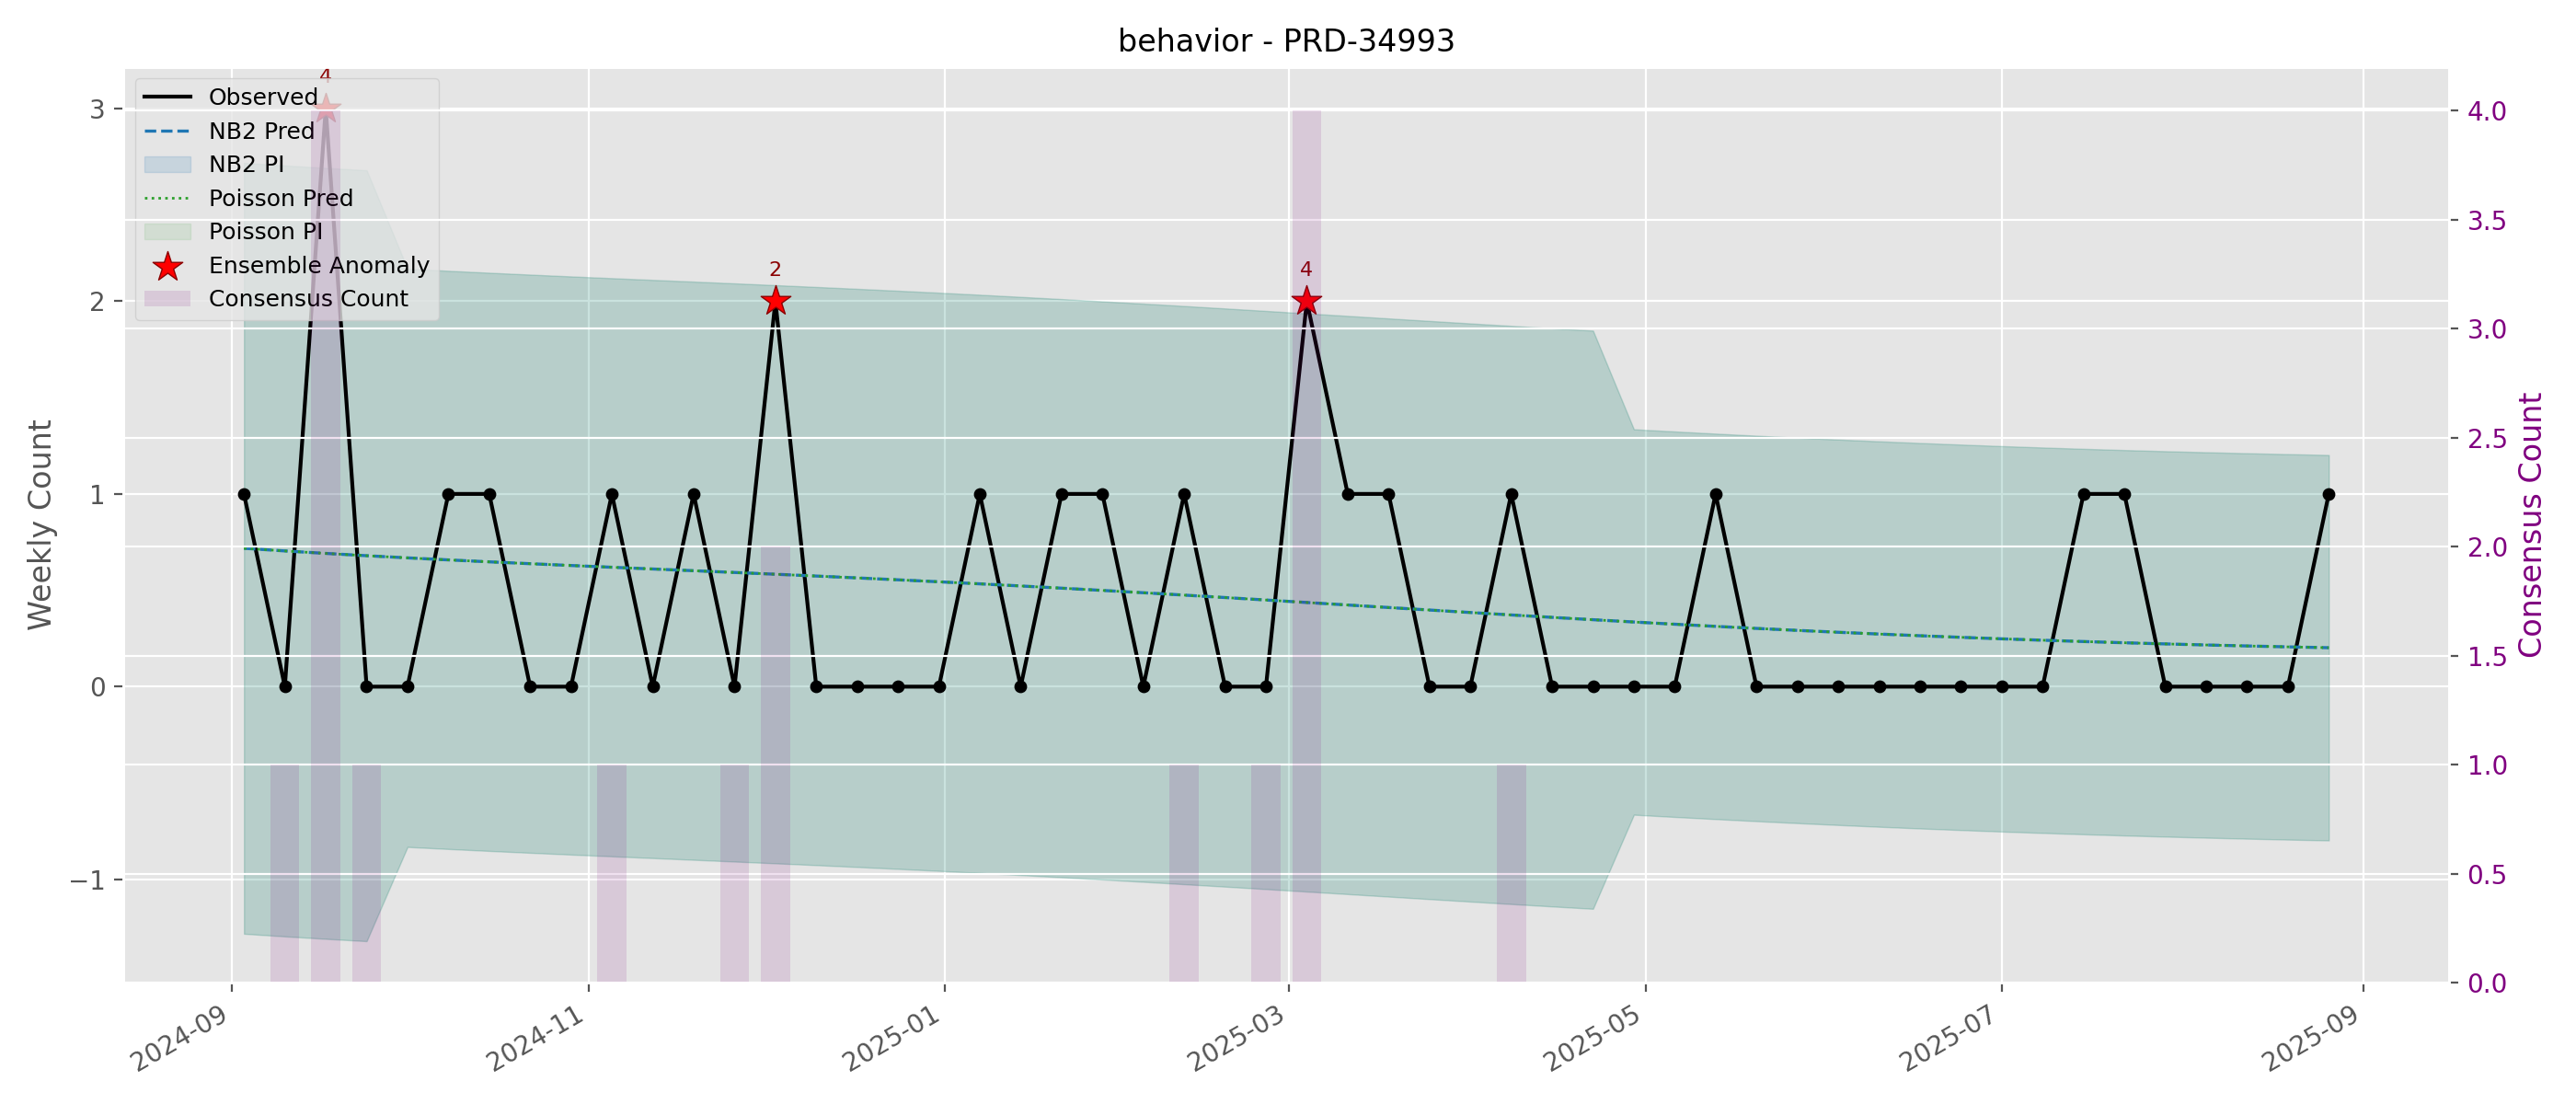 behavior - PRD-34993
4
Observed
NB2 Pred
NB2 PI
Poisson Pred
Poisson PI
Ensemble Anomaly
Consensus Count
2
4
Weekly Count
3
2
1
0
−1
4.0
3.5
3.0
2.5
2.0
1.5
1.0
0.5
0.0
Consensus Count
2024-09
2024-11
2025-01
2025-03
2025-05
2025-07
2025-09